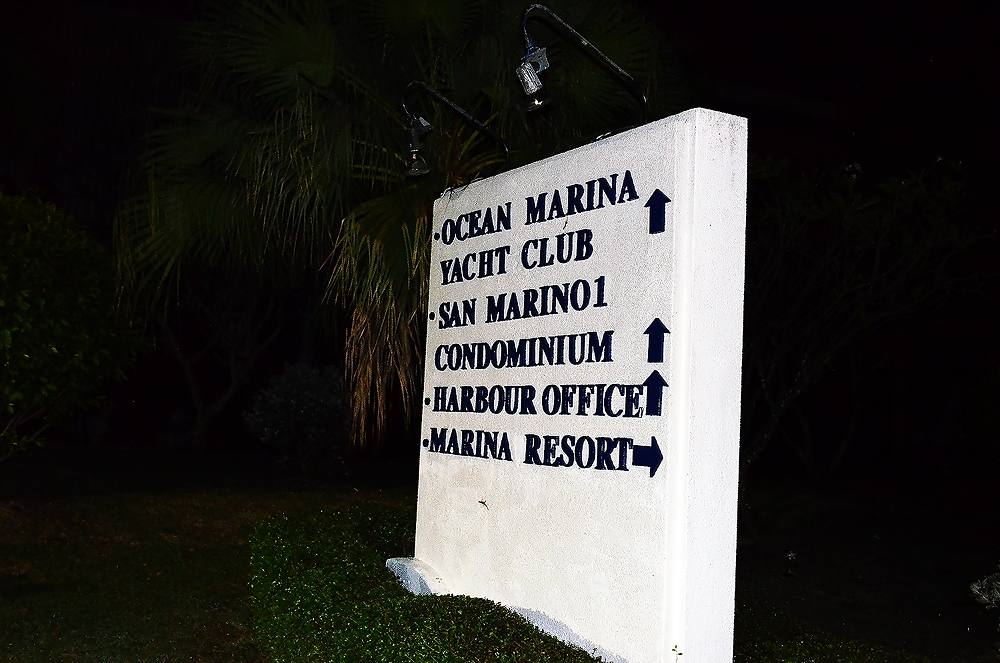 •OCEAN MARINA
YACHT CLUB
•SAN MARINO1
CONDOMINIUM
•HARBOUR OFFICE
•MARINA RESORT